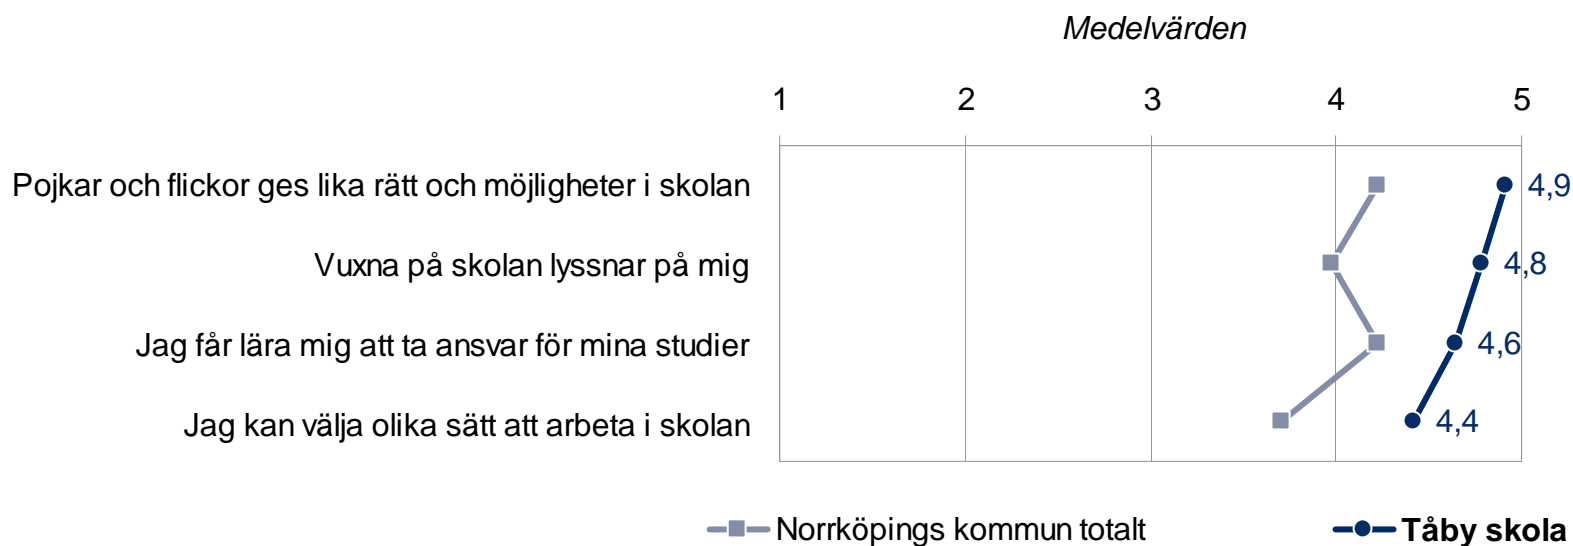 Medelvärden
1 2 3 4 5
Pojkar och flickor ges lika rätt och möjligheter i skolan 4,9
Vuxna på skolan lyssnar på mig 4,8
Jag får lära mig att ta ansvar för mina studier 4,6
Jag kan välja olika sätt att arbeta i skolan 4,4
Norrköpings kommun totalt Tåby skola